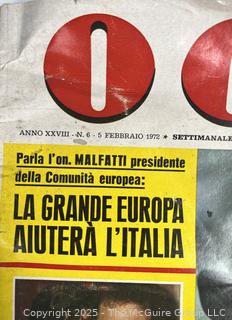 OG
ANNO XXVIII - N. 6 - 5 FEBBRAIO 1972 ★ SETTIMANALE
Parla l'on. MALFATTI presidente
della Comunità europea:
LA GRANDE EUROPA
AIUTERÀ L'ITALIA
Copyright © 2025 - The McGuire Group